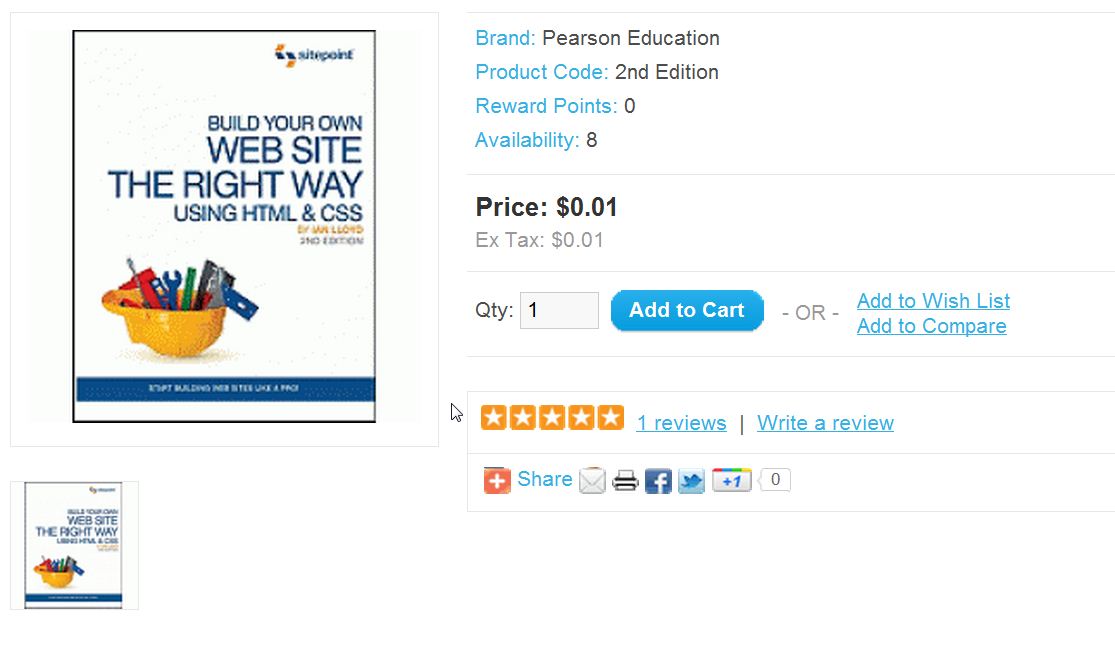 sitepoint
BUILD YOUR OWN
WEB SITE
THE RIGHT WAY
USING HTML & CSS
BY IAN LLOYD
2ND EDITION
START BUILDING WEB SITES LIKE A PRO!
Brand: Pearson Education
Product Code: 2nd Edition
Reward Points: 0
Availability: 8
Price: $0.01
Ex Tax: $0.01
Qty: 1 Add to Cart - OR - Add to Wish List
Add to Compare
1 reviews | Write a review
Share +1 0
BUILD YOUR OWN
WEB SITE
THE RIGHT WAY
USING HTML & CSS